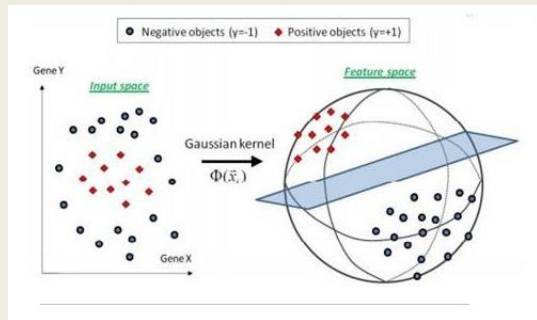 Negative objects (y=-1) Positive objects (y=+1)
Gene Y
Input space
Feature space
Gaussian kernel
Φ(x⃗ᵢ)
Gene X